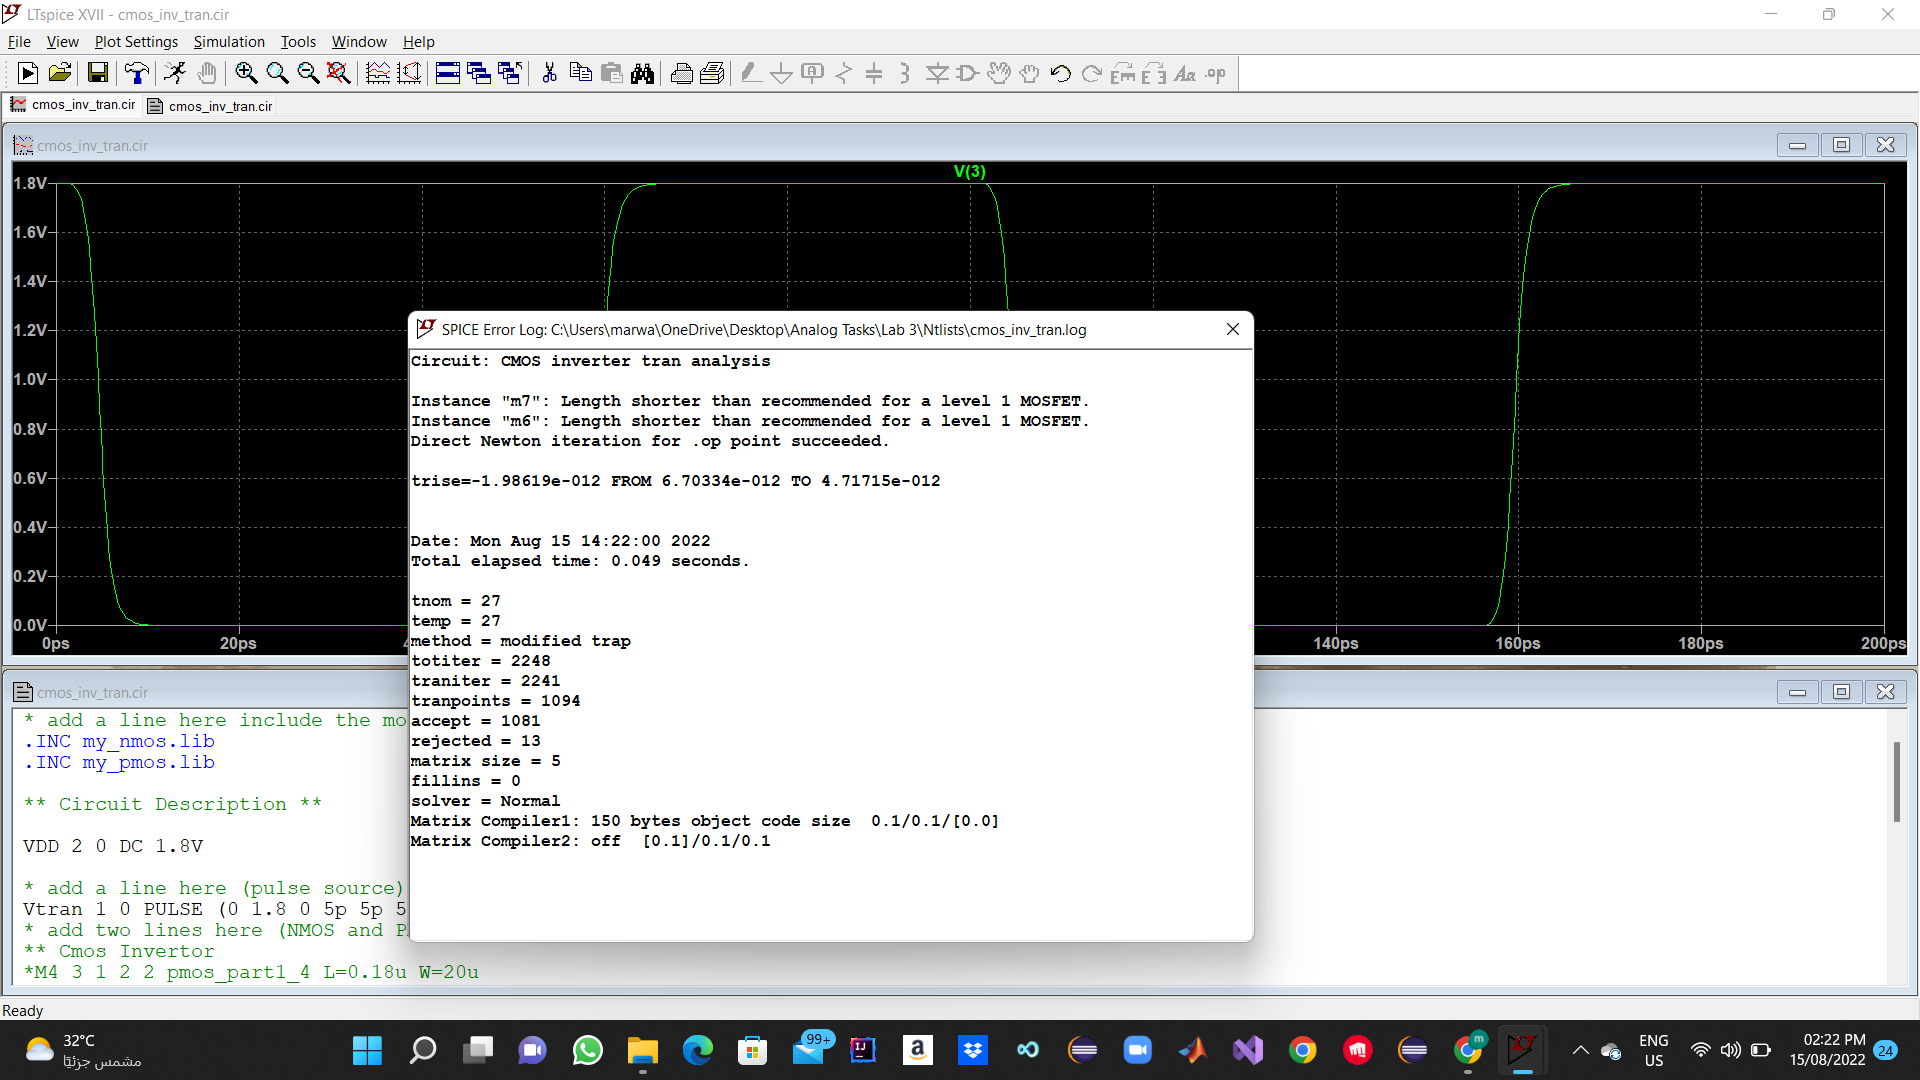 LTspice XVII - cmos_inv_tran.cir
File View Plot Settings Simulation Tools Window Help
cmos_inv_tran.cir cmos_inv_tran.cir
cmos_inv_tran.cir
V(3)
1.8V
1.6V
1.4V
1.2V
1.0V
0.8V
0.6V
0.4V
0.2V
0.0V
0ps 20ps 140ps 160ps 180ps 200ps
SPICE Error Log: C:\Users\marwa\OneDrive\Desktop\Analog Tasks\Lab 3\Ntlists\cmos_inv_tran.log
Circuit: CMOS inverter tran analysis
Instance "m7": Length shorter than recommended for a level 1 MOSFET.
Instance "m6": Length shorter than recommended for a level 1 MOSFET.
Direct Newton iteration for .op point succeeded.
trise=-1.98619e-012 FROM 6.70334e-012 TO 4.71715e-012
Date: Mon Aug 15 14:22:00 2022
Total elapsed time: 0.049 seconds.
tnom = 27
temp = 27
method = modified trap
totiter = 2248
traniter = 2241
tranpoints = 1094
accept = 1081
rejected = 13
matrix size = 5
fillins = 0
solver = Normal
Matrix Compiler1: 150 bytes object code size 0.1/0.1/[0.0]
Matrix Compiler2: off [0.1]/0.1/0.1
cmos_inv_tran.cir
* add a line here include the mo
.INC my_nmos.lib
.INC my_pmos.lib
** Circuit Description **
VDD 2 0 DC 1.8V
* add a line here (pulse source)
Vtran 1 0 PULSE (0 1.8 0 5p 5p 5
* add two lines here (NMOS and P
** Cmos Invertor
*M4 3 1 2 2 pmos_part1_4 L=0.18u W=20u
Ready
32°C
مشمس جزئيًا
99+
ENG
US
02:22 PM
15/08/2022
24